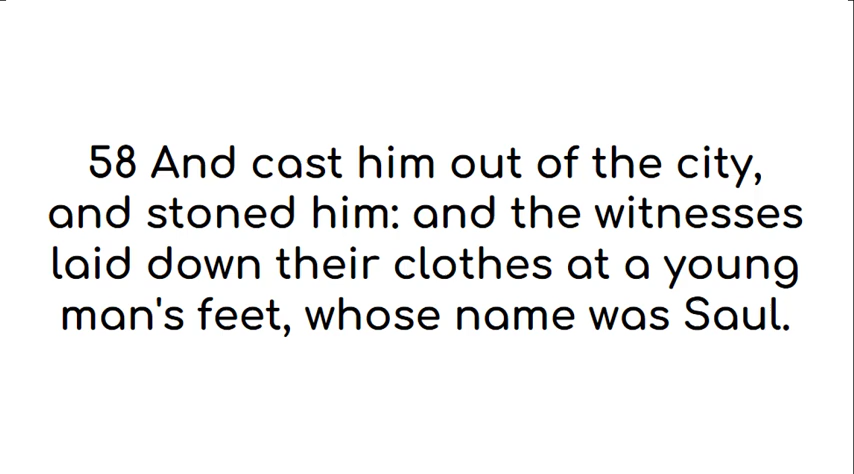 58 And cast him out of the city,
and stoned him: and the witnesses
laid down their clothes at a young
man's feet, whose name was Saul.